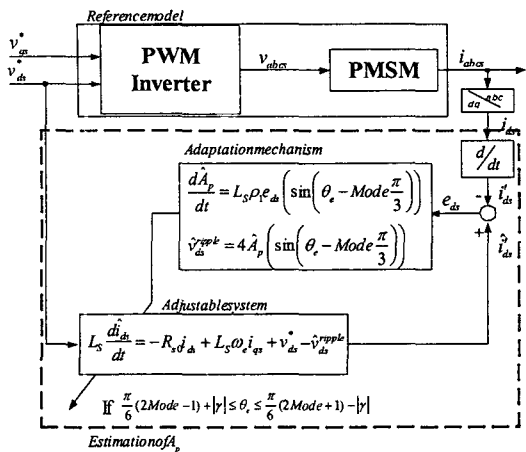 Referencemodel
v*qs
v*ds
PWM
Inverter
vabcs
PMSM
iabcs
dq abc
ids
d/dt
Adaptationmechanism
dÂp/dt = LSρ1eds(sin(θe − Mode π/3))
v̂ds^ripple = 4Âp(sin(θe − Mode π/3))
eds
-
i'ds
+
î'ds
Adjustablesystem
LS dîds/dt = −Rs0ids + LSωeiqs + v*ds − v̂ds^ripple
If π/6(2Mode−1)+|γ| ≤ θe ≤ π/6(2Mode+1)−|γ|
EstimationofAp